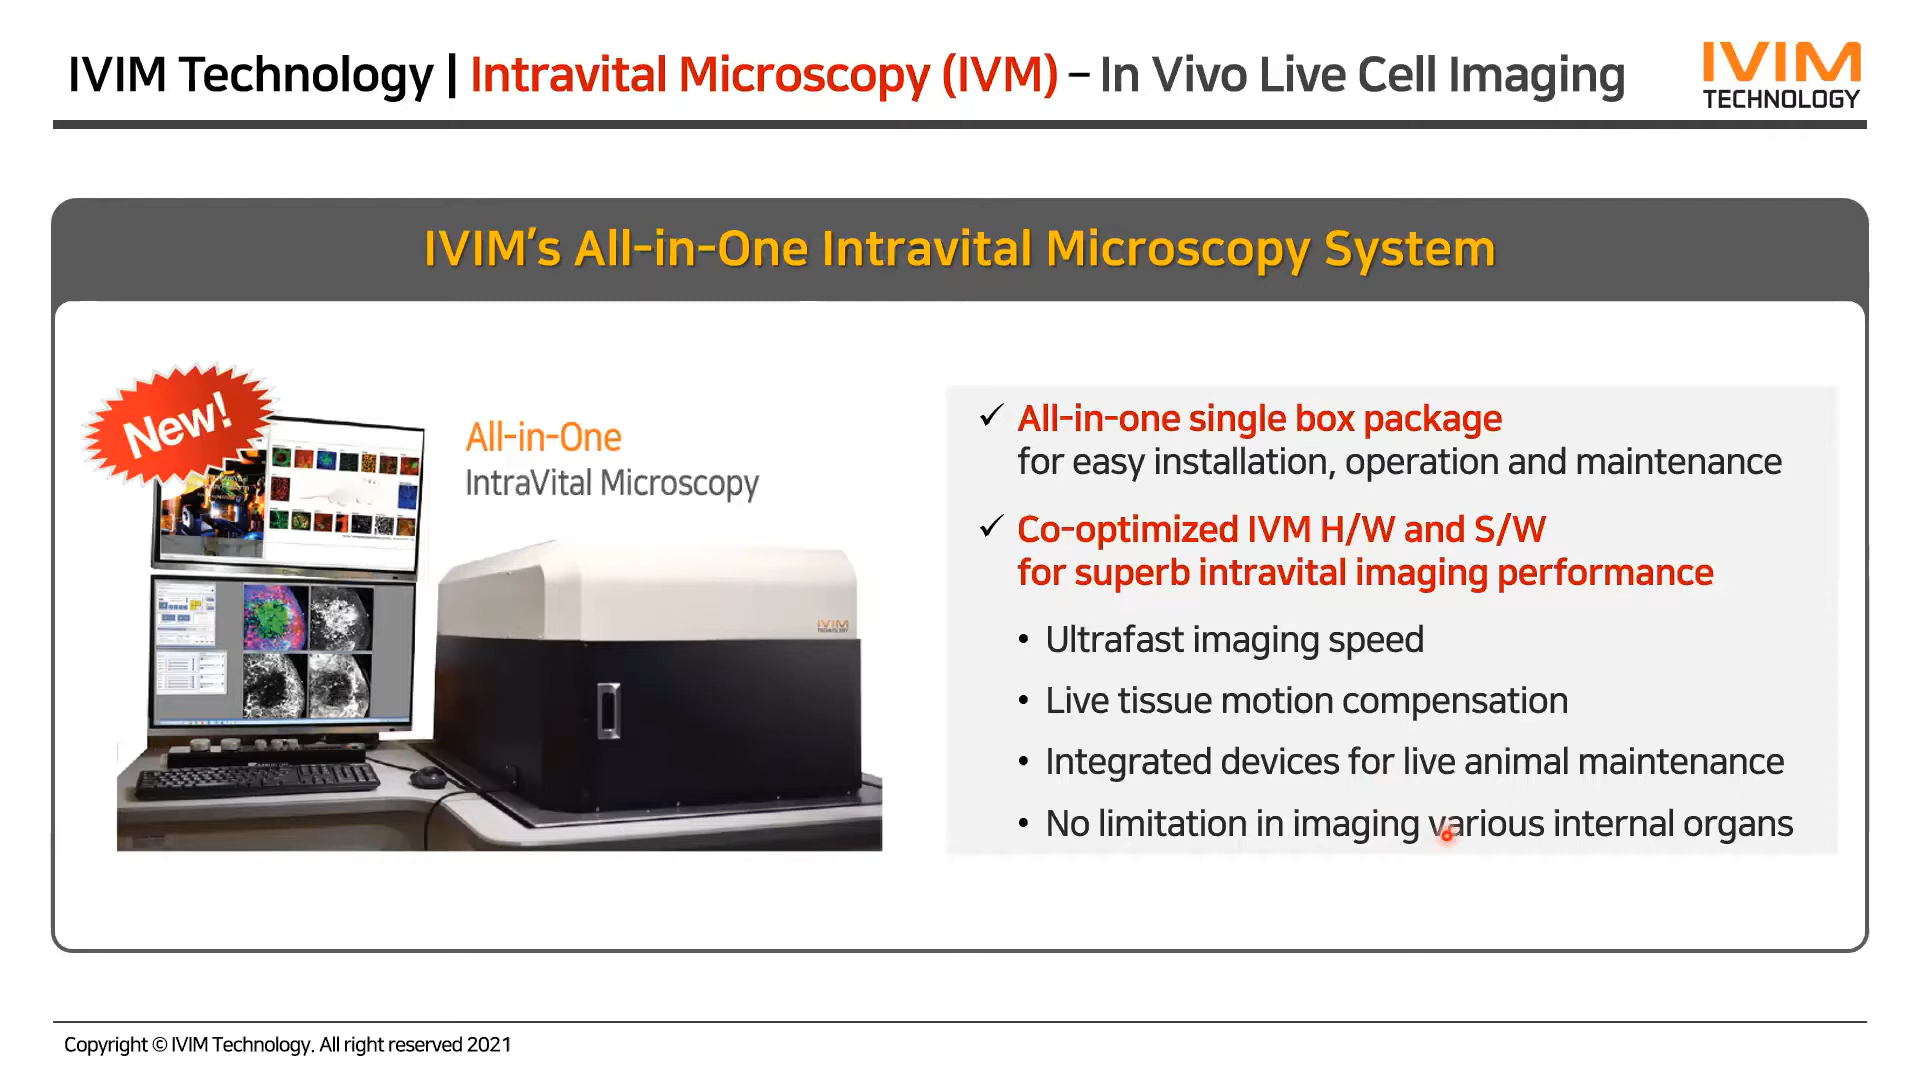 IVIM Technology | Intravital Microscopy (IVM) – In Vivo Live Cell Imaging
IVIM
TECHNOLOGY
IVIM's All-in-One Intravital Microscopy System
New!
All-in-One
IntraVital Microscopy
IVIM
TECHNOLOGY
✓ All-in-one single box package
for easy installation, operation and maintenance
✓ Co-optimized IVM H/W and S/W
for superb intravital imaging performance
• Ultrafast imaging speed
• Live tissue motion compensation
• Integrated devices for live animal maintenance
• No limitation in imaging various internal organs
Copyright © IVIM Technology. All right reserved 2021